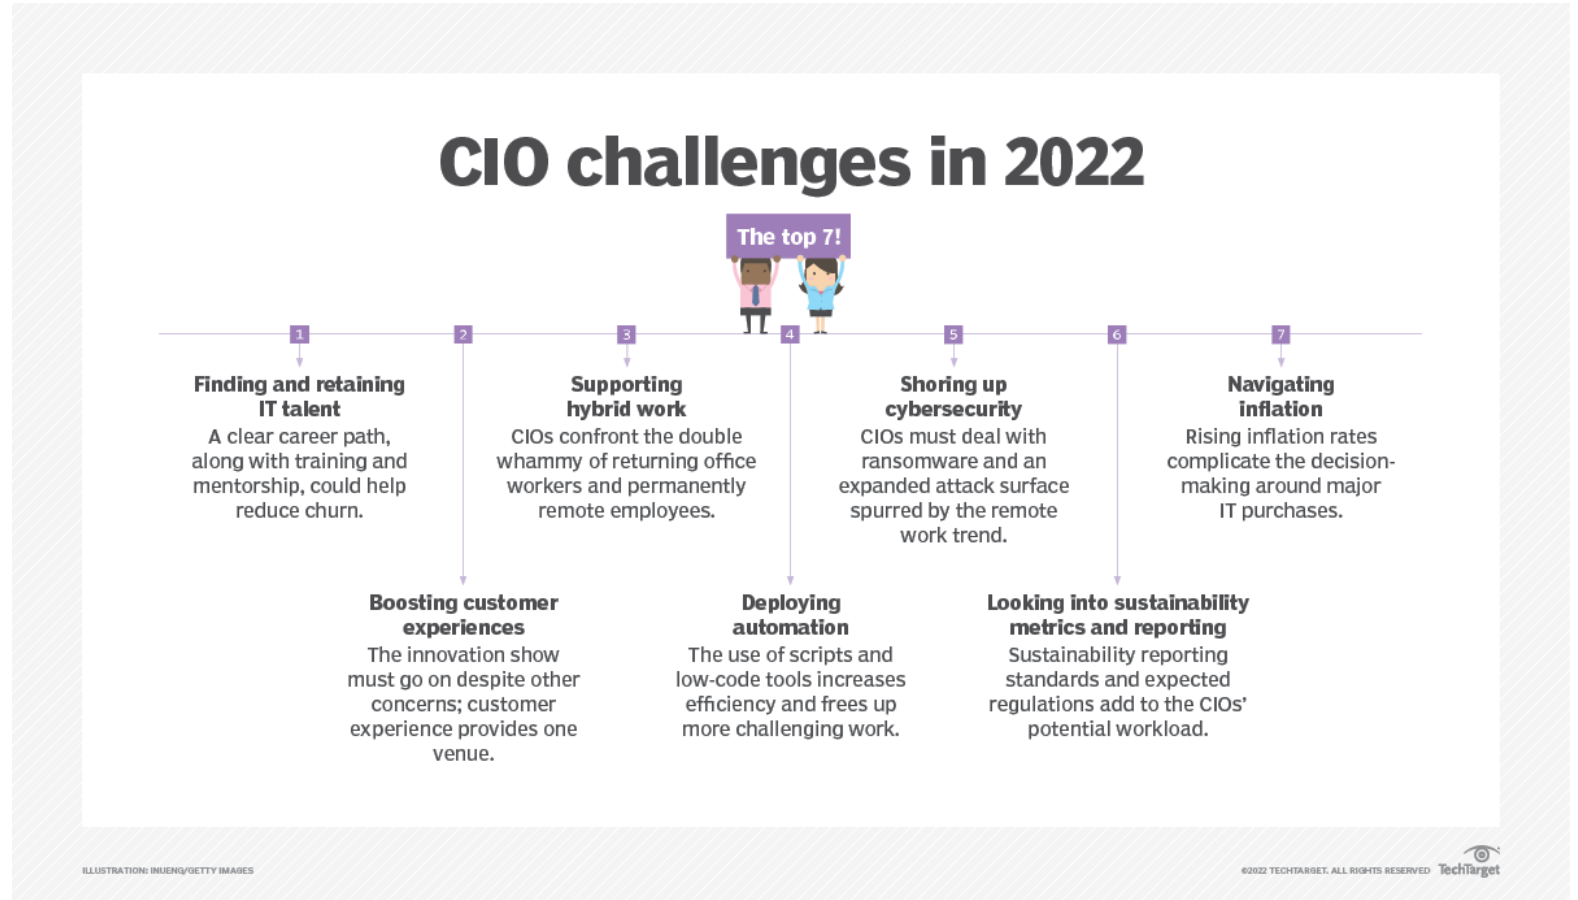 CIO challenges in 2022
The top 7!
1
Finding and retaining
IT talent
A clear career path,
along with training and
mentorship, could help
reduce churn.
2
Boosting customer
experiences
The innovation show
must go on despite other
concerns; customer
experience provides one
venue.
3
Supporting
hybrid work
CIOs confront the double
whammy of returning office
workers and permanently
remote employees.
4
Deploying
automation
The use of scripts and
low-code tools increases
efficiency and frees up
more challenging work.
5
Shoring up
cybersecurity
CIOs must deal with
ransomware and an
expanded attack surface
spurred by the remote
work trend.
6
Looking into sustainability
metrics and reporting
Sustainability reporting
standards and expected
regulations add to the CIOs'
potential workload.
7
Navigating
inflation
Rising inflation rates
complicate the decision-
making around major
IT purchases.
ILLUSTRATION: INUENG/GETTY IMAGES
©2022 TECHTARGET. ALL RIGHTS RESERVED TechTarget